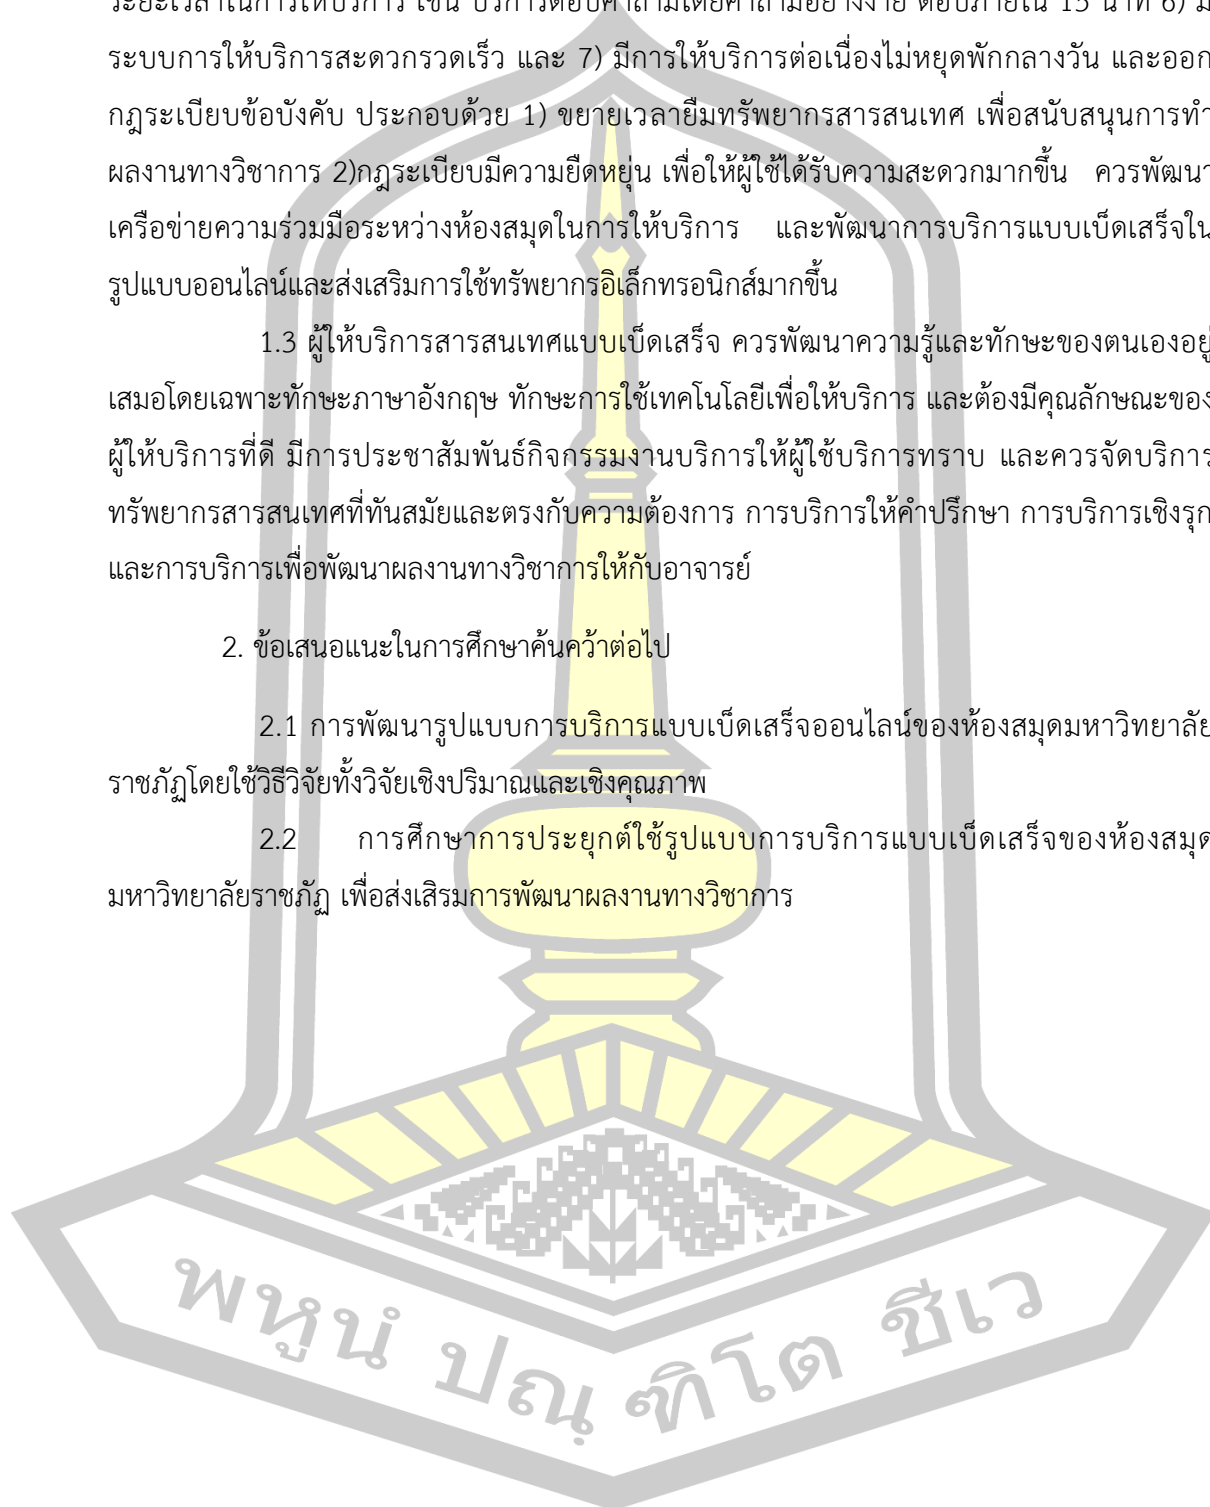 ระยะเวลาในการให้บริการ เช่น บริการตอบคำถามโดยคำถามอย่างง่าย ตอบภายใน 15 นาที 6) มี
ระบบการให้บริการสะดวกรวดเร็ว และ 7) มีการให้บริการต่อเนื่องไม่หยุดพักกลางวัน และออก
กฎระเบียบข้อบังคับ ประกอบด้วย 1) ขยายเวลายืมทรัพยากรสารสนเทศ เพื่อสนับสนุนการทำ
ผลงานทางวิชาการ 2)กฎระเบียบมีความยืดหยุ่น เพื่อให้ผู้ใช้ได้รับความสะดวกมากขึ้น ควรพัฒนา
เครือข่ายความร่วมมือระหว่างห้องสมุดในการให้บริการ และพัฒนาการบริการแบบเบ็ดเสร็จใน
รูปแบบออนไลน์และส่งเสริมการใช้ทรัพยากรอิเล็กทรอนิกส์มากขึ้น
1.3 ผู้ให้บริการสารสนเทศแบบเบ็ดเสร็จ ควรพัฒนาความรู้และทักษะของตนเองอยู่
เสมอโดยเฉพาะทักษะภาษาอังกฤษ ทักษะการใช้เทคโนโลยีเพื่อให้บริการ และต้องมีคุณลักษณะของ
ผู้ให้บริการที่ดี มีการประชาสัมพันธ์กิจกรรมงานบริการให้ผู้ใช้บริการทราบ และควรจัดบริการ
ทรัพยากรสารสนเทศที่ทันสมัยและตรงกับความต้องการ การบริการให้คำปรึกษา การบริการเชิงรุก
และการบริการเพื่อพัฒนาผลงานทางวิชาการให้กับอาจารย์
2. ข้อเสนอแนะในการศึกษาค้นคว้าต่อไป
2.1 การพัฒนารูปแบบการบริการแบบเบ็ดเสร็จออนไลน์ของห้องสมุดมหาวิทยาลัย
ราชภัฏโดยใช้วิธีวิจัยทั้งวิจัยเชิงปริมาณและเชิงคุณภาพ
2.2 การศึกษาการประยุกต์ใช้รูปแบบการบริการแบบเบ็ดเสร็จของห้องสมุด
มหาวิทยาลัยราชภัฏ เพื่อส่งเสิรมการพัฒนาผลงานทางวิชาการ
พหูนํ ปณฺฑิโต ชีเว